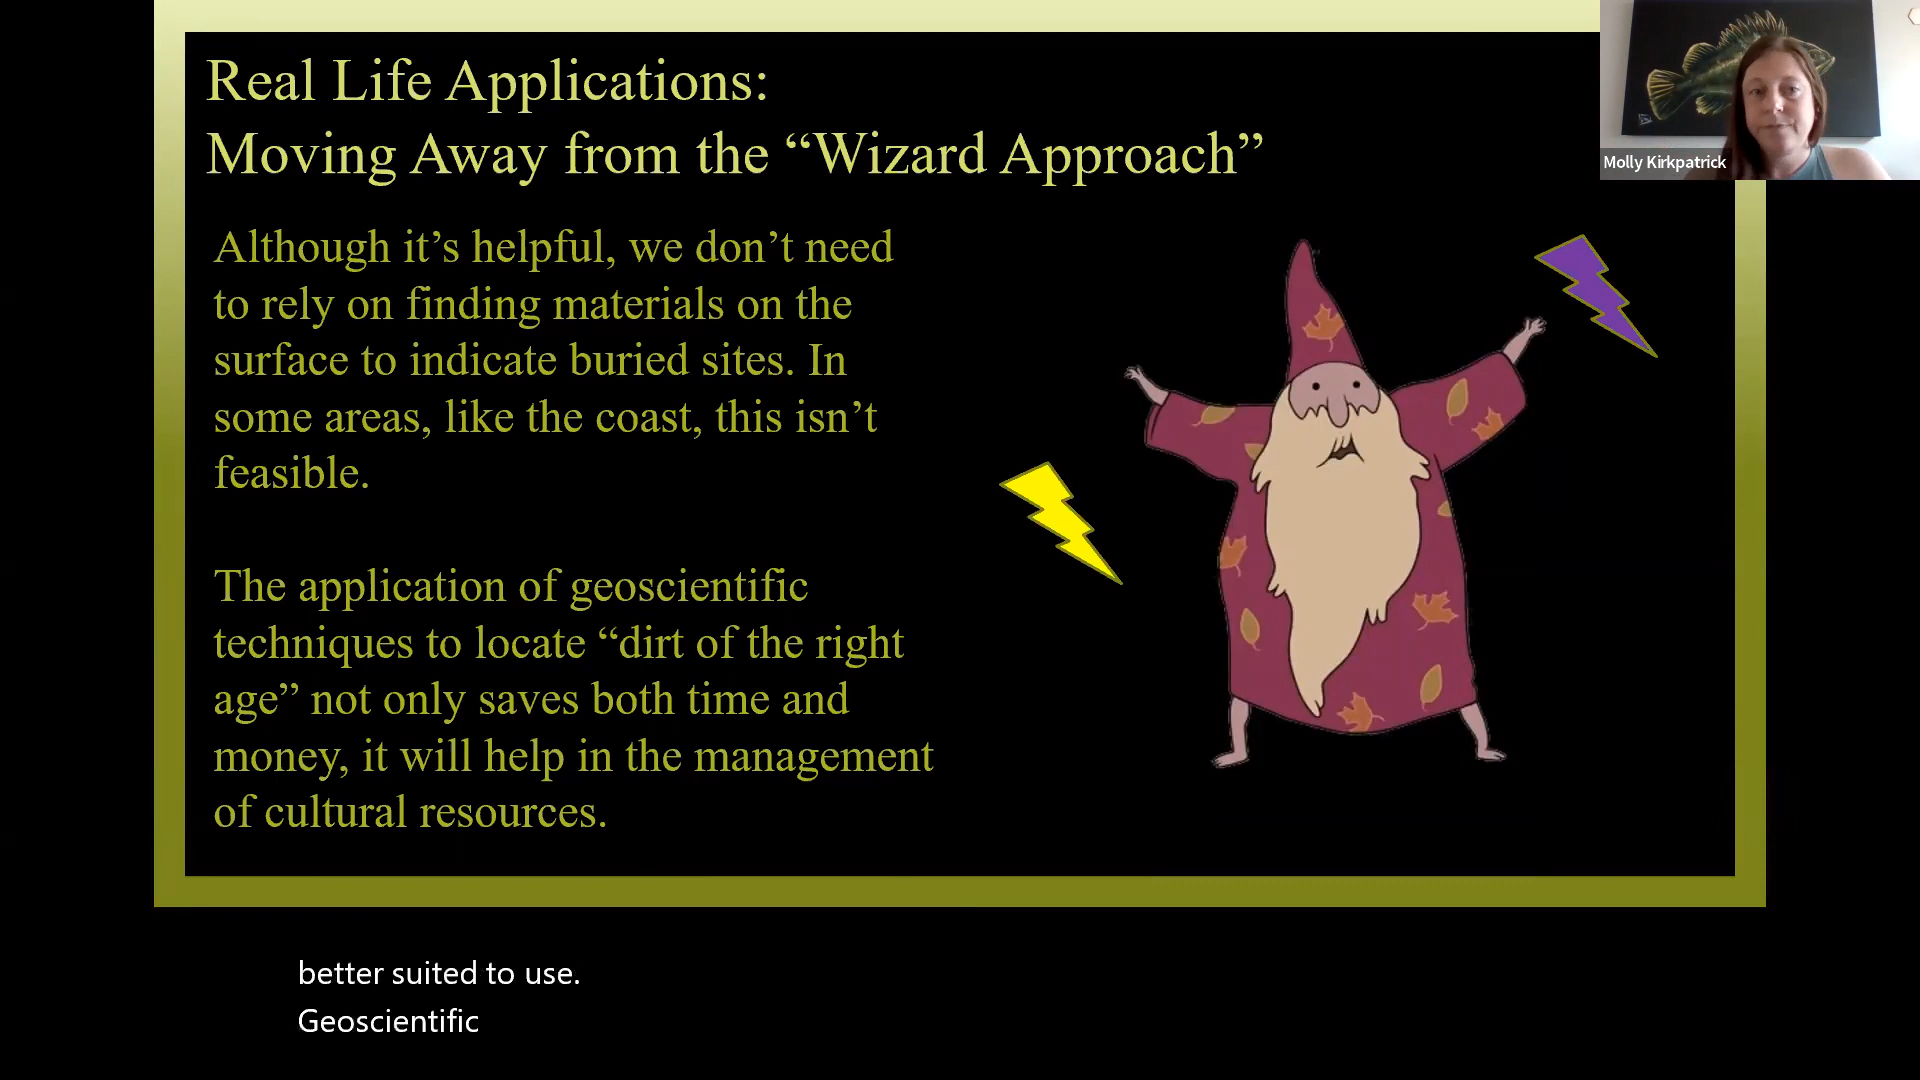 Real Life Applications:
Moving Away from the “Wizard Approach”
Molly Kirkpatrick
Although it’s helpful, we don’t need
to rely on finding materials on the
surface to indicate buried sites. In
some areas, like the coast, this isn’t
feasible.
The application of geoscientific
techniques to locate “dirt of the right
age” not only saves both time and
money, it will help in the management
of cultural resources.
better suited to use.
Geoscientific